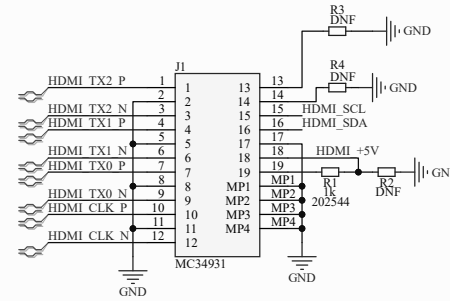 R3
DNF
GND
J1
R4
DNF
GND
HDMI_TX2_P 1 1 13 13
2 2 14 14
HDMI_TX2_N 3 3 15 15 HDMI_SCL
HDMI_TX1_P 4 4 16 16 HDMI_SDA
5 5 17 17
HDMI_TX1_N 6 6 18 18 HDMI_+5V
HDMI_TX0_P 7 7 19 19
8 8 MP1 MP1
HDMI_TX0_N 9 9 MP2 MP2
HDMI_CLK_P 10 10 MP3 MP3
11 11 MP4 MP4
HDMI_CLK_N 12 12
R1
1k
202544
R2
DNF
GND
MC34931
GND
GND